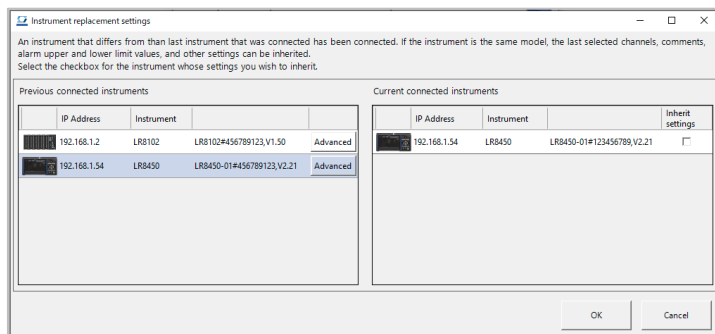 Instrument replacement settings
An instrument that differs from than last instrument that was connected has been connected. If the instrument is the same model, the last selected channels, comments,
alarm upper and lower limit values, and other settings can be inherited.
Select the checkbox for the instrument whose settings you wish to inherit.
Previous connected instruments
IP Address Instrument
192.168.1.2 LR8102 LR8102#456789123,V1.50 Advanced
192.168.1.54 LR8450 LR8450-01#456789123,V2.21 Advanced
Current connected instruments
IP Address Instrument Inherit
settings
192.168.1.54 LR8450 LR8450-01#123456789,V2.21
OK Cancel